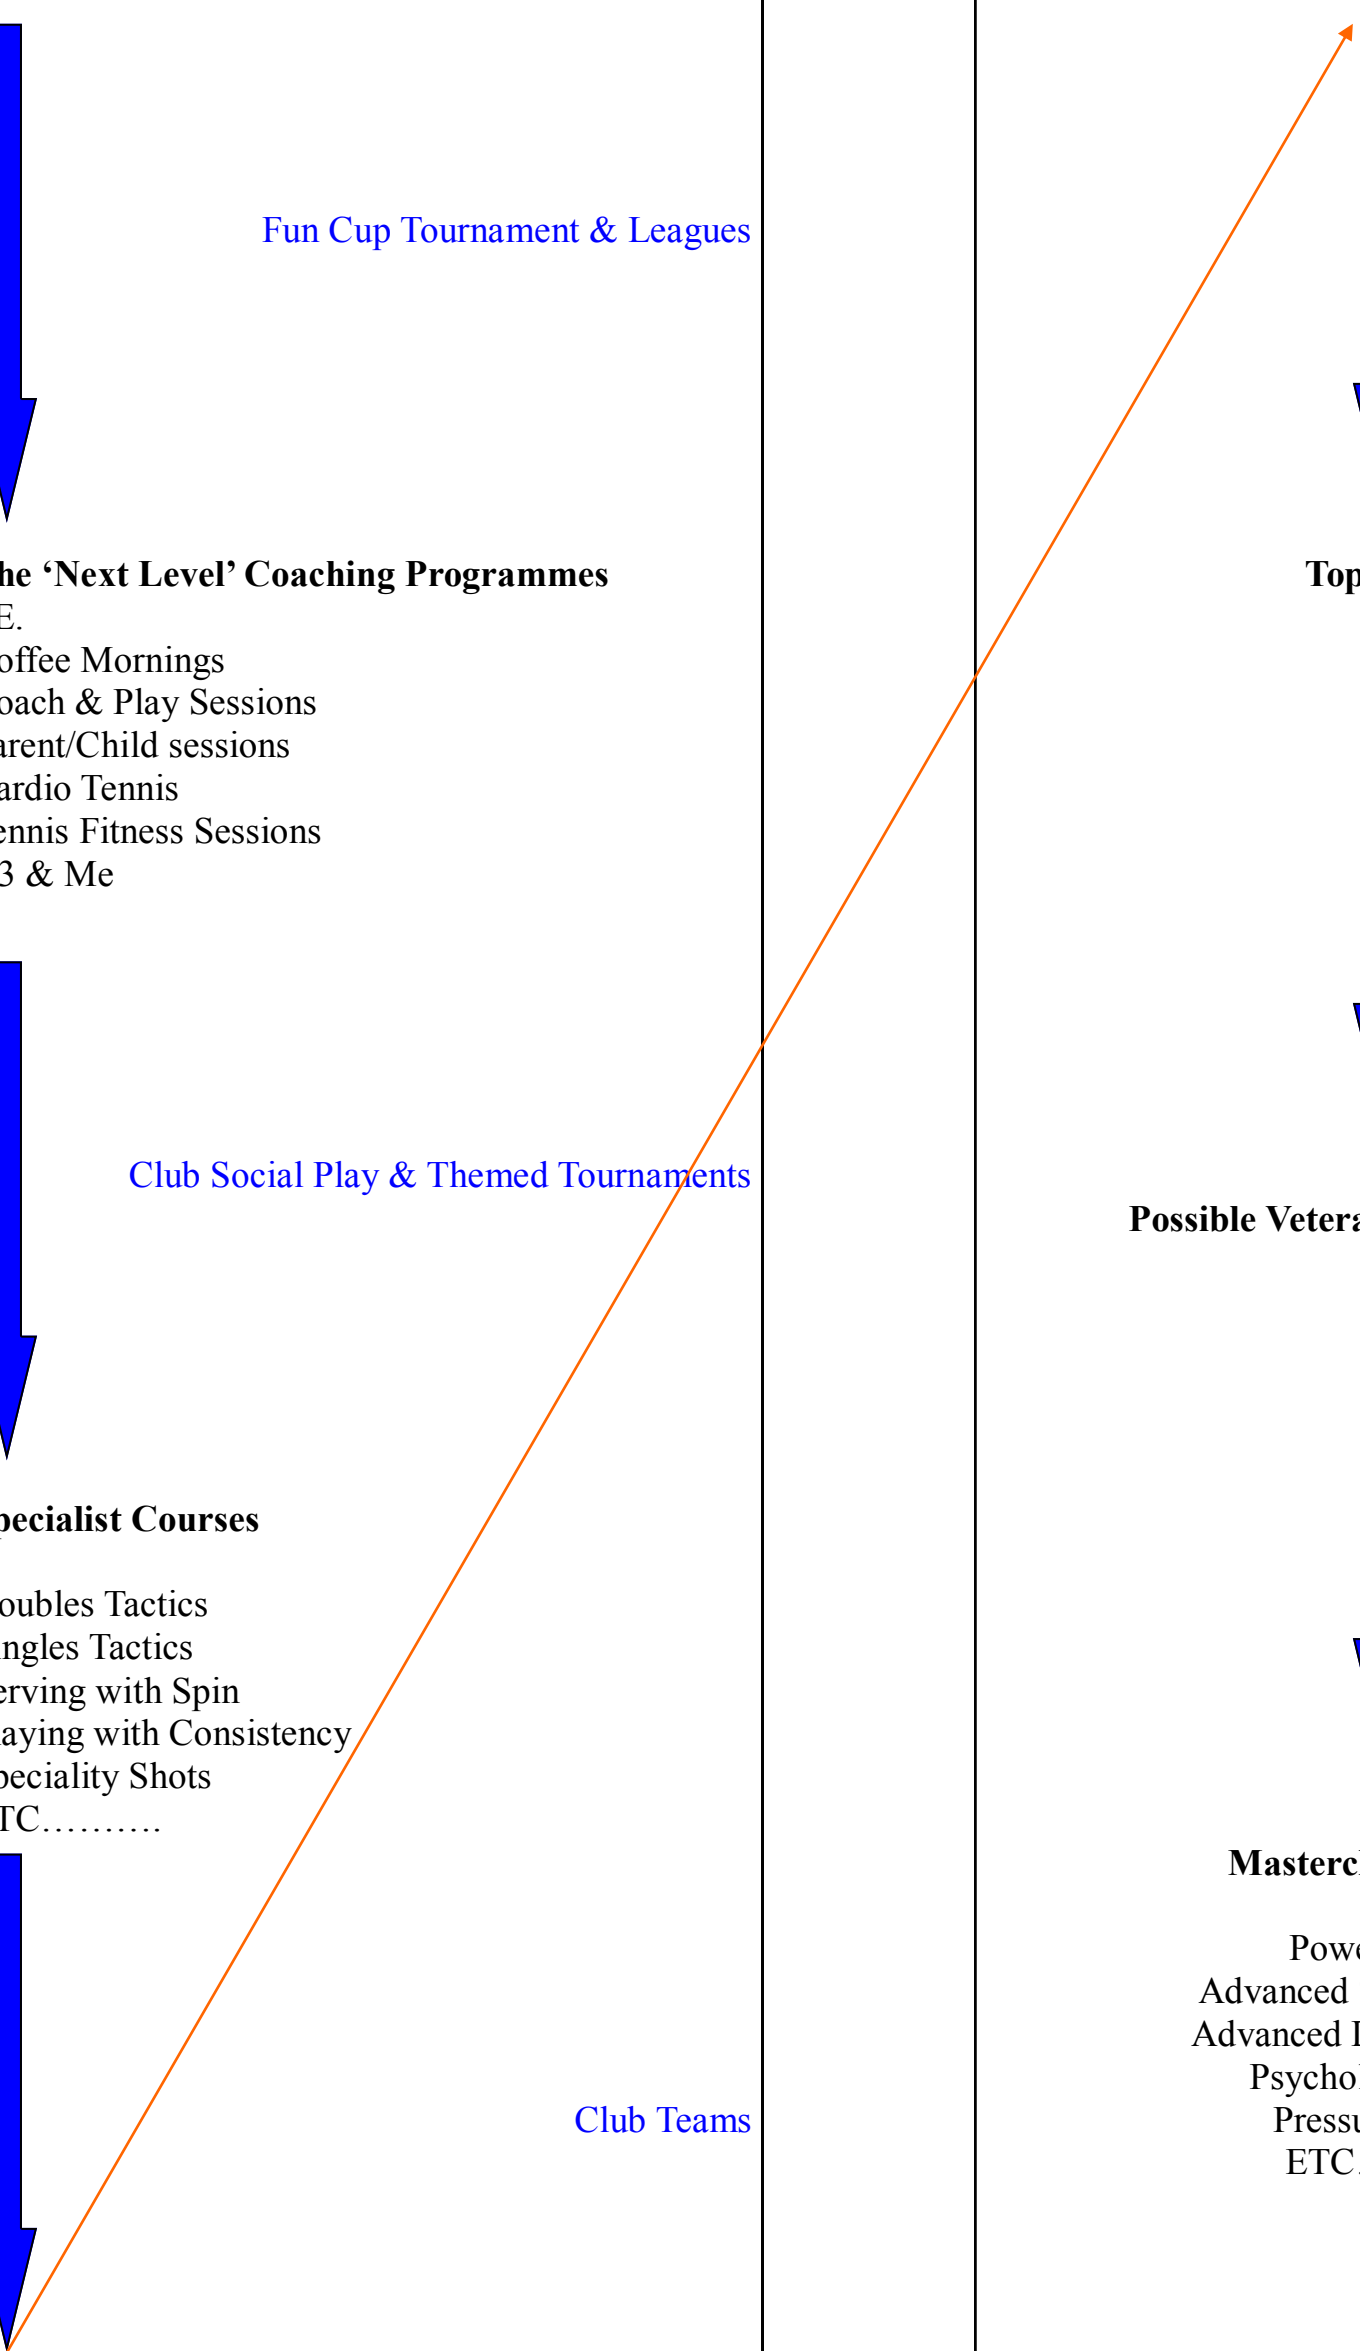 Fun Cup Tournament & Leagues
he ‘Next Level’ Coaching Programmes
E.
offee Mornings
oach & Play Sessions
arent/Child sessions
ardio Tennis
ennis Fitness Sessions
3 & Me
Club Social Play & Themed Tournaments
pecialist Courses
oubles Tactics
ngles Tactics
erving with Spin
aying with Consistency
peciality Shots
TC……….
Club Teams
Top
Possible Vetera
Masterc
Powe
Advanced
Advanced
Psycho
Pressu
ETC